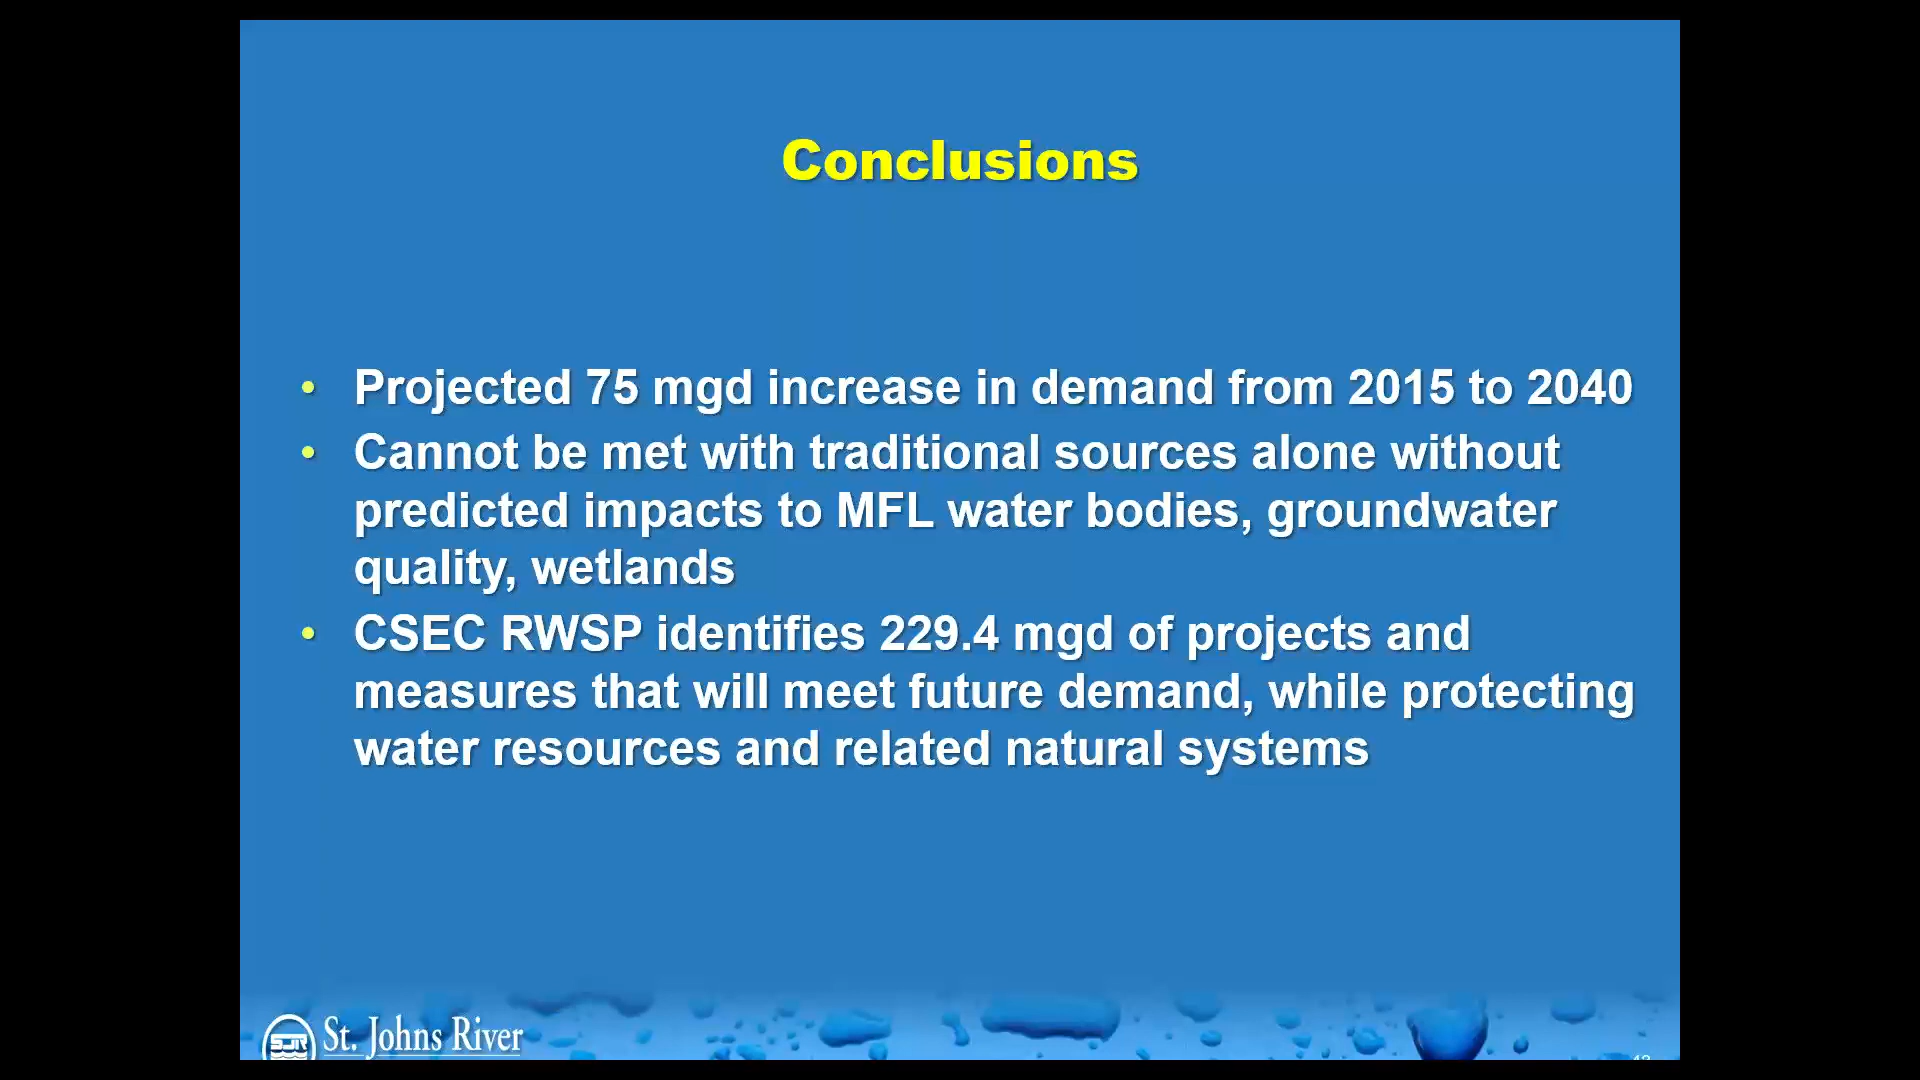 Conclusions
• Projected 75 mgd increase in demand from 2015 to 2040
• Cannot be met with traditional sources alone without
predicted impacts to MFL water bodies, groundwater
quality, wetlands
• CSEC RWSP identifies 229.4 mgd of projects and
measures that will meet future demand, while protecting
water resources and related natural systems
SJR
St. Johns River